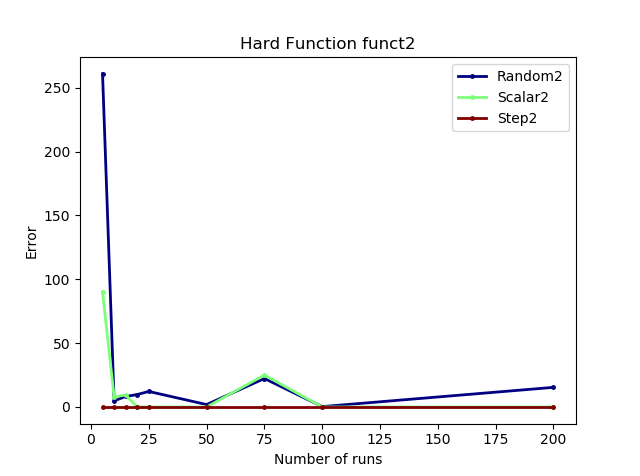 Hard Function funct2
Random2
Scalar2
Step2
Error
250
200
150
100
50
0
0 25 50 75 100 125 150 175 200
Number of runs